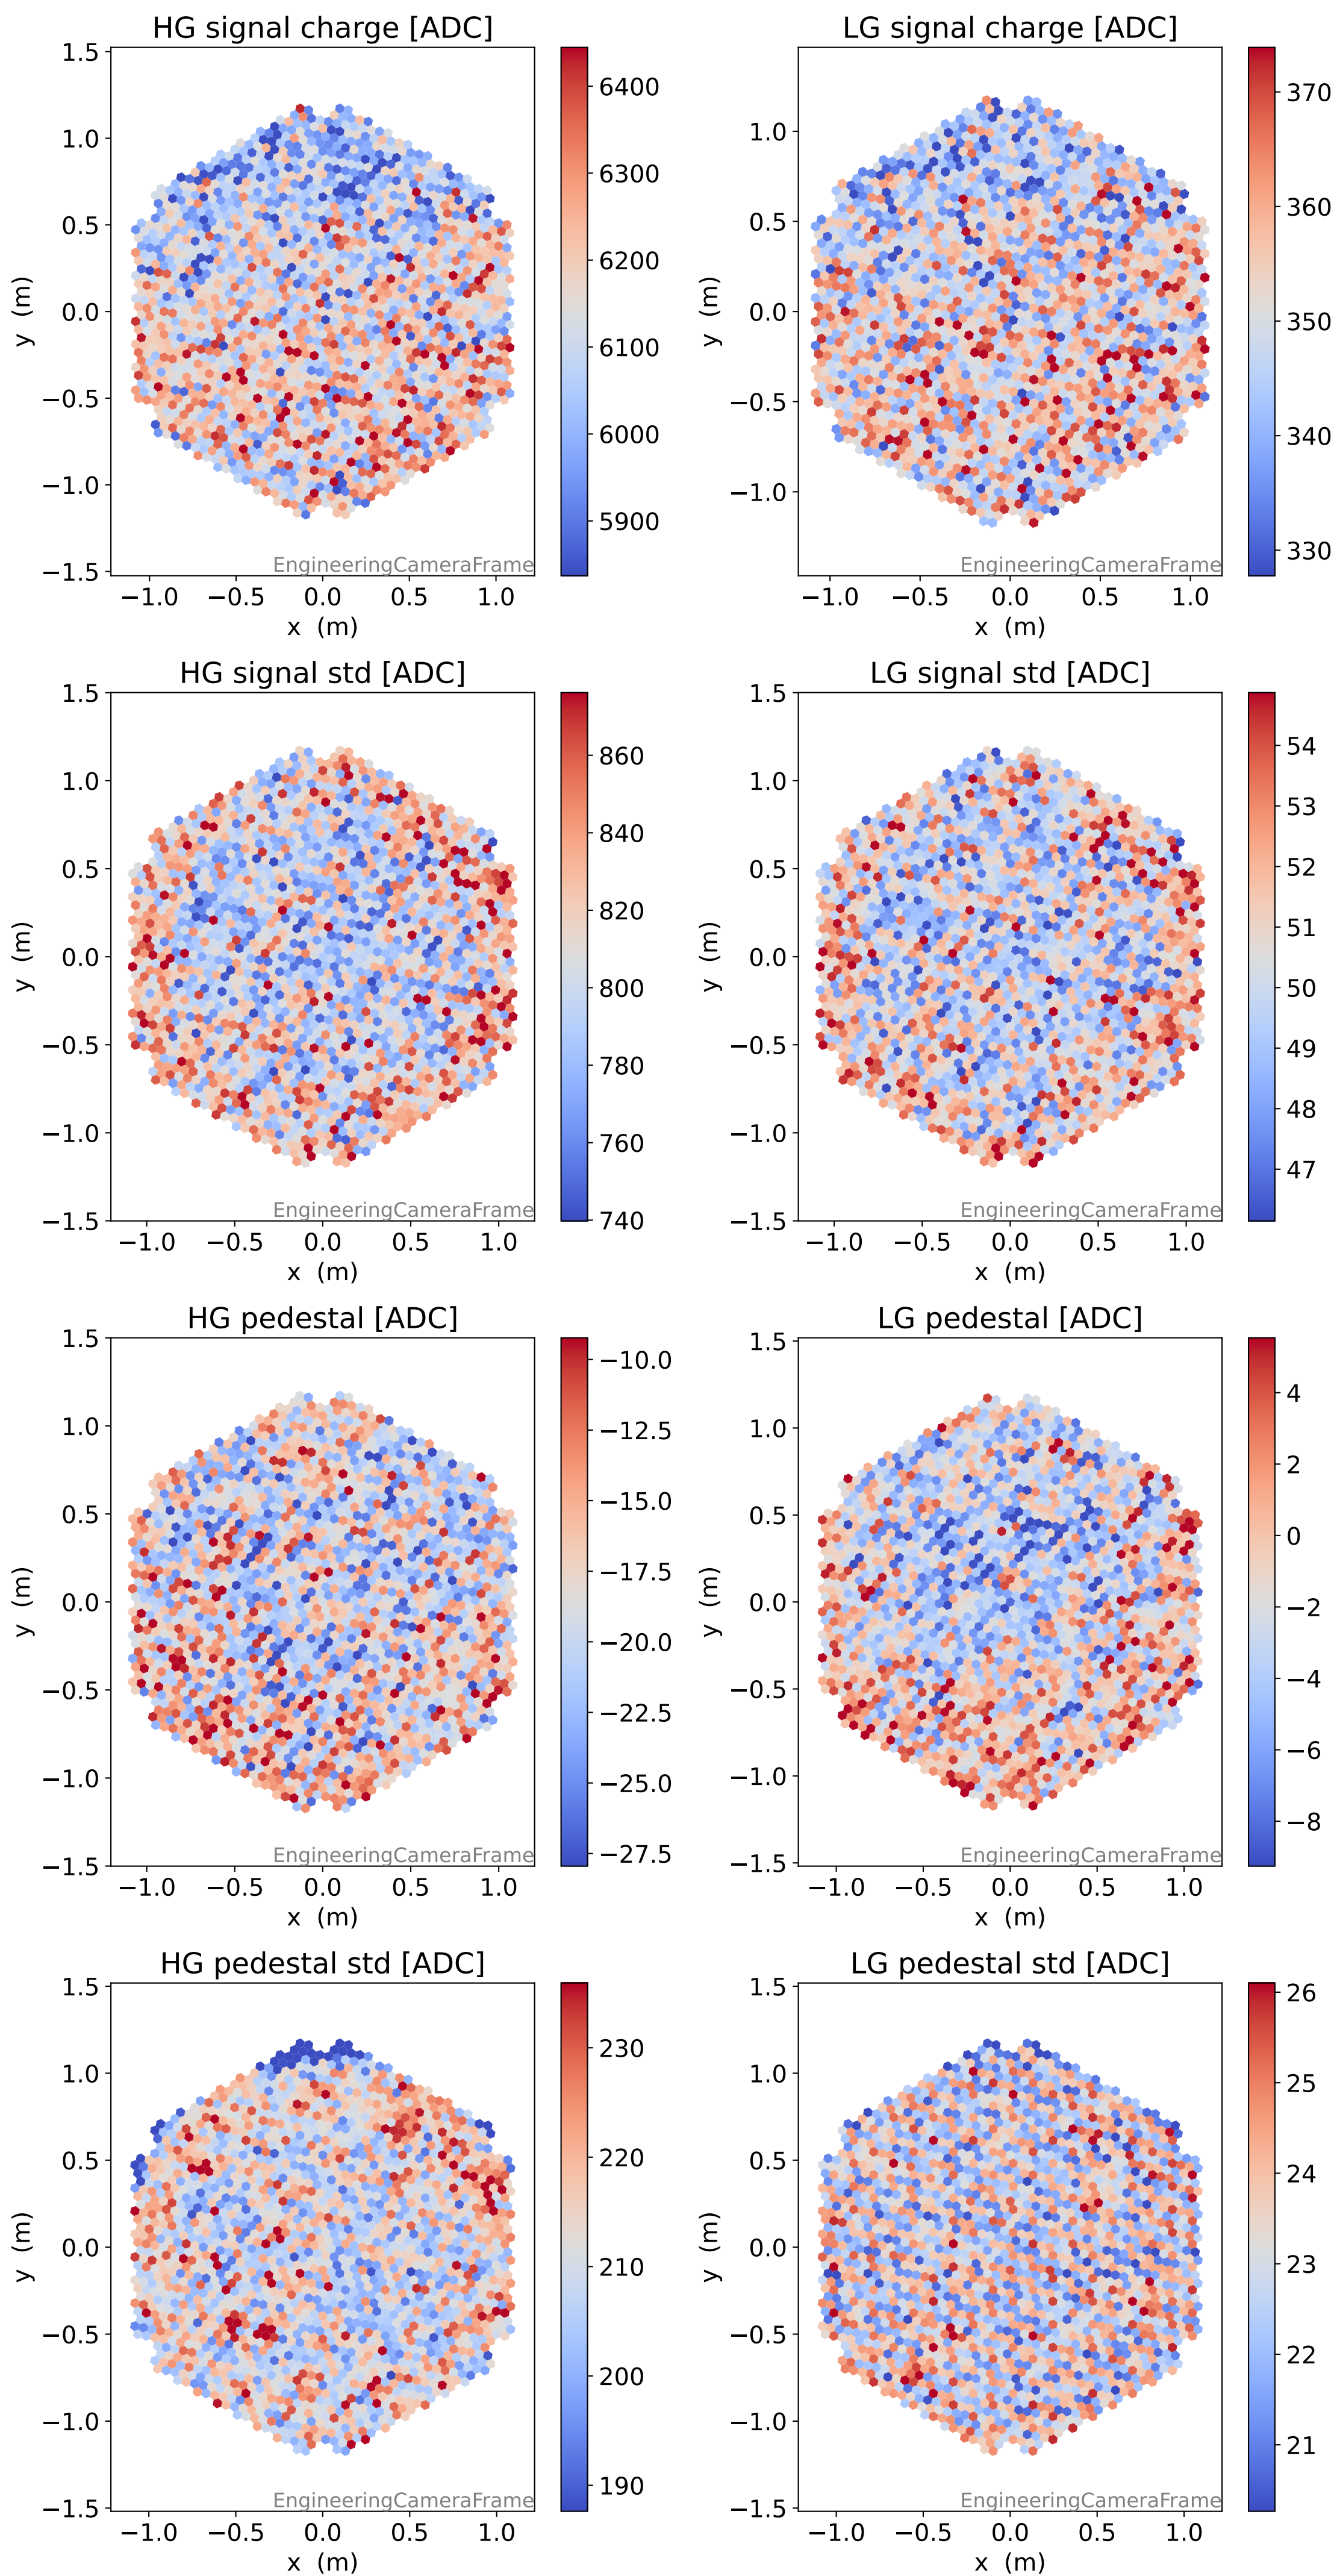 HG signal charge [ADC]
LG signal charge [ADC]
1.5
1.0
0.5
0.0
−0.5
−1.0
−1.5
y (m)
−1.0 −0.5 0.0 0.5 1.0
x (m)
EngineeringCameraFrame
6400
6300
6200
6100
6000
5900
1.0
0.5
0.0
−0.5
−1.0
y (m)
−1.0 −0.5 0.0 0.5 1.0
x (m)
EngineeringCameraFrame
370
360
350
340
330
HG signal std [ADC]
LG signal std [ADC]
1.5
1.0
0.5
0.0
−0.5
−1.0
−1.5
y (m)
−1.0 −0.5 0.0 0.5 1.0
x (m)
EngineeringCameraFrame
860
840
820
800
780
760
740
1.5
1.0
0.5
0.0
−0.5
−1.0
−1.5
y (m)
−1.0 −0.5 0.0 0.5 1.0
x (m)
EngineeringCameraFrame
54
53
52
51
50
49
48
47
HG pedestal [ADC]
LG pedestal [ADC]
1.5
1.0
0.5
0.0
−0.5
−1.0
−1.5
y (m)
−1.0 −0.5 0.0 0.5 1.0
x (m)
EngineeringCameraFrame
−10.0
−12.5
−15.0
−17.5
−20.0
−22.5
−25.0
−27.5
1.5
1.0
0.5
0.0
−0.5
−1.0
−1.5
y (m)
−1.0 −0.5 0.0 0.5 1.0
x (m)
EngineeringCameraFrame
4
2
0
−2
−4
−6
−8
HG pedestal std [ADC]
LG pedestal std [ADC]
1.5
1.0
0.5
0.0
−0.5
−1.0
−1.5
y (m)
−1.0 −0.5 0.0 0.5 1.0
x (m)
EngineeringCameraFrame
230
220
210
200
190
1.5
1.0
0.5
0.0
−0.5
−1.0
−1.5
y (m)
−1.0 −0.5 0.0 0.5 1.0
x (m)
EngineeringCameraFrame
26
25
24
23
22
21